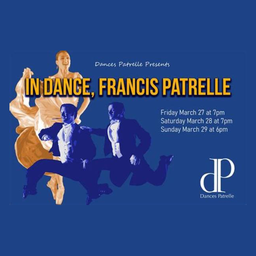 Dances Patrelle Presents
IN DANCE, FRANCIS PATRELLE
Friday March 27 at 7pm
Saturday March 28 at 7pm
Sunday March 29 at 6pm
dP
Dances Patrelle